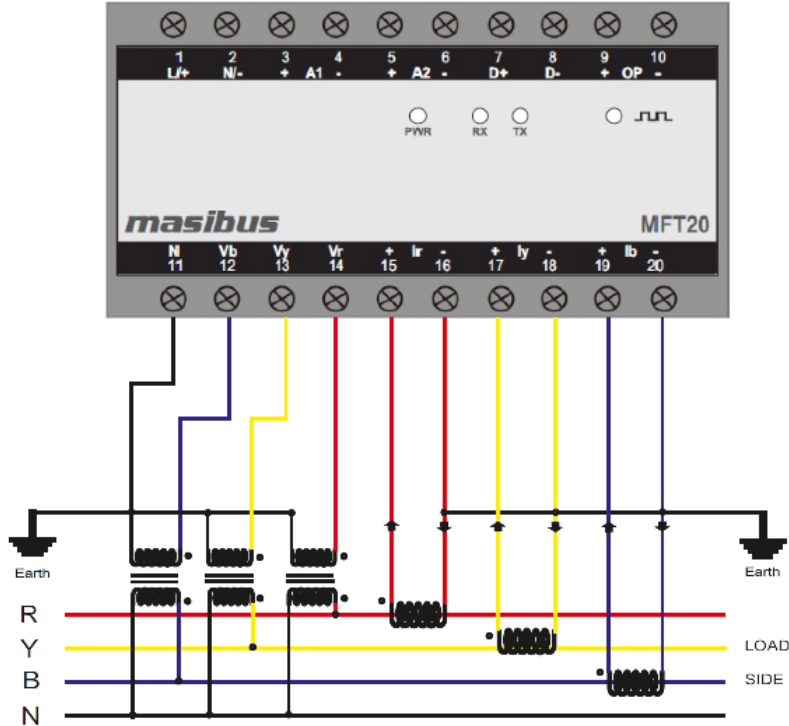 1 2 3 4 5 6 7 8 9 10
L/+ N/- + A1 - + A2 - D+ D- + OP -
PWR RX TX
masibus MFT20
N Vb Vy Vr + Ir - + Iy - + Ib -
11 12 13 14 15 16 17 18 19 20
Earth Earth
R
Y LOAD
B SIDE
N